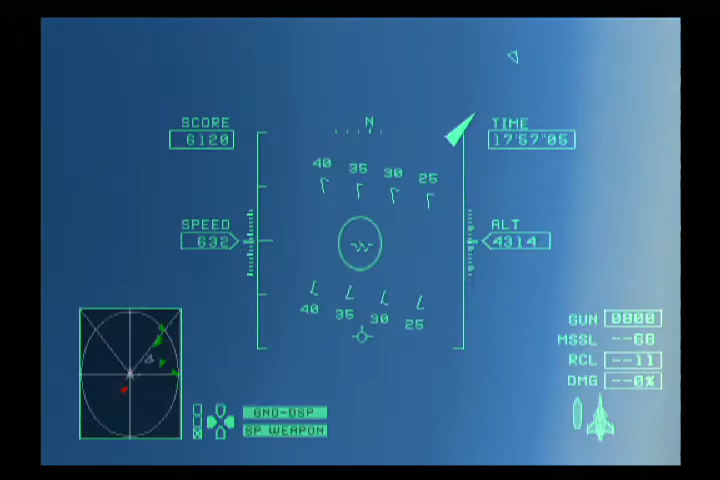 N
SCORE
6120
TIME
17'57"05
40 35 30 25
SPEED
632
ALT
4314
40 35 30 25
GUN 0800
MSSL --68
RCL --11
DMG --0%
GND-DSP
SP WEAPON